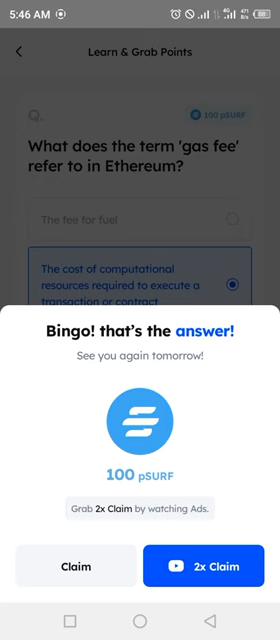 5:46 AM
4G
471
B/s
Learn & Grab Points
Q.
100 pSURF
What does the term 'gas fee'
refer to in Ethereum?
The fee for fuel
The cost of computational
resources required to execute a
transaction or contract
Bingo! that's the answer!
See you again tomorrow!
100 pSURF
Grab 2x Claim by watching Ads.
Claim
2x Claim